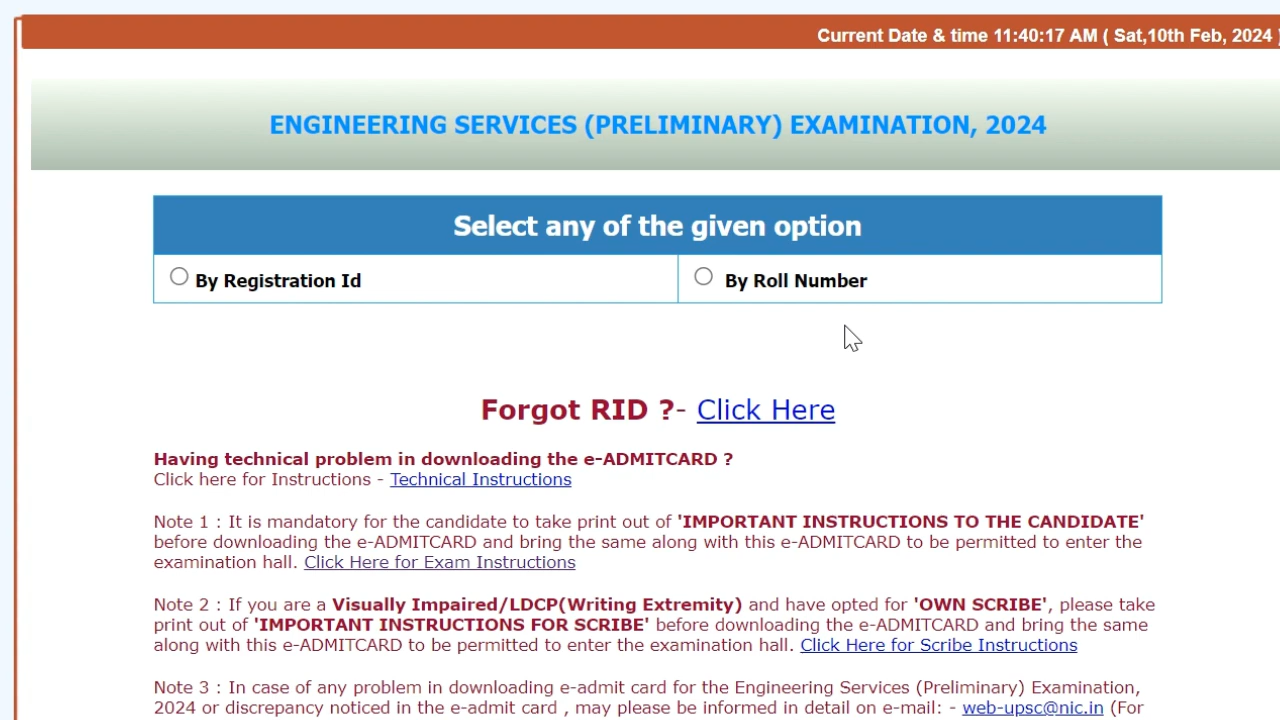 Current Date & time 11:40:17 AM ( Sat,10th Feb, 2024 )
ENGINEERING SERVICES (PRELIMINARY) EXAMINATION, 2024
Select any of the given option
By Registration Id
By Roll Number
Forgot RID ?- Click Here
Having technical problem in downloading the e-ADMITCARD ?
Click here for Instructions - Technical Instructions
Note 1 : It is mandatory for the candidate to take print out of 'IMPORTANT INSTRUCTIONS TO THE CANDIDATE'
before downloading the e-ADMITCARD and bring the same along with this e-ADMITCARD to be permitted to enter the
examination hall. Click Here for Exam Instructions
Note 2 : If you are a Visually Impaired/LDCP(Writing Extremity) and have opted for 'OWN SCRIBE', please take
print out of 'IMPORTANT INSTRUCTIONS FOR SCRIBE' before downloading the e-ADMITCARD and bring the same
along with this e-ADMITCARD to be permitted to enter the examination hall. Click Here for Scribe Instructions
Note 3 : In case of any problem in downloading e-admit card for the Engineering Services (Preliminary) Examination,
2024 or discrepancy noticed in the e-admit card , may please be informed in detail on e-mail: - web-upsc@nic.in (For